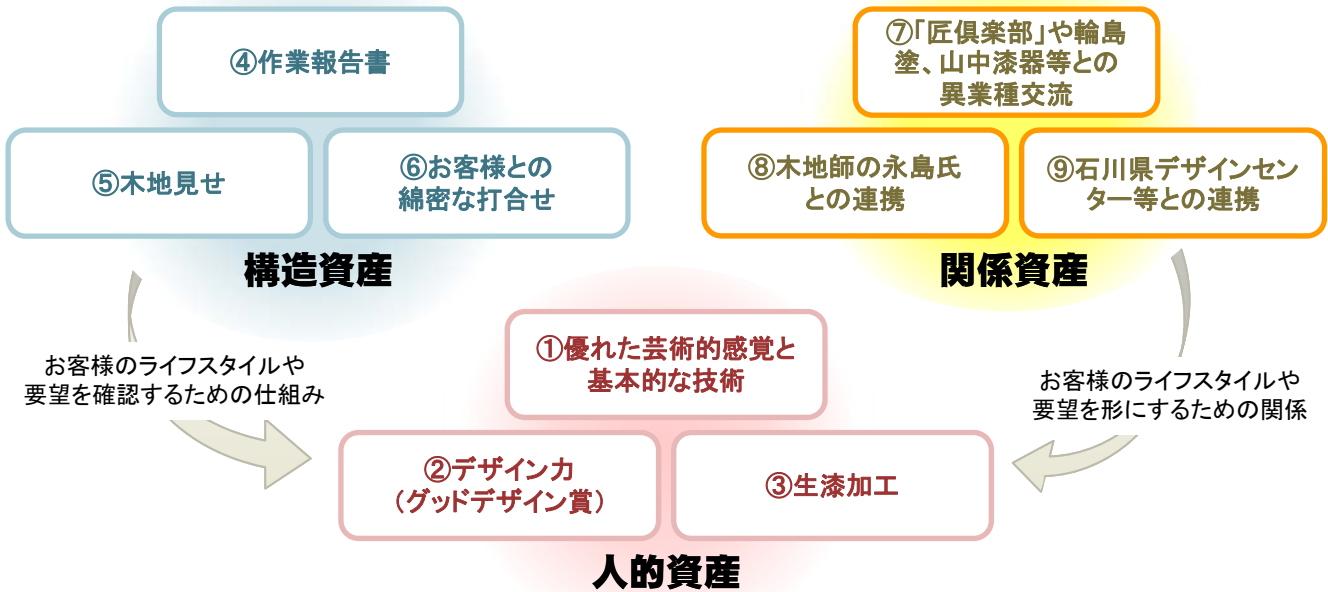 ④作業報告書
⑤木地見せ
⑥お客様との
綿密な打合せ
構造資産
⑦「匠倶楽部」や輪島
塗、山中漆器等との
異業種交流
⑧木地師の永島氏
との連携
⑨石川県デザインセン
ター等との連携
関係資産
お客様のライフスタイルや
要望を確認するための仕組み
①優れた芸術的感覚と
基本的な技術
②デザイン力
（グッドデザイン賞）
③生漆加工
人的資産
お客様のライフスタイルや
要望を形にするための関係